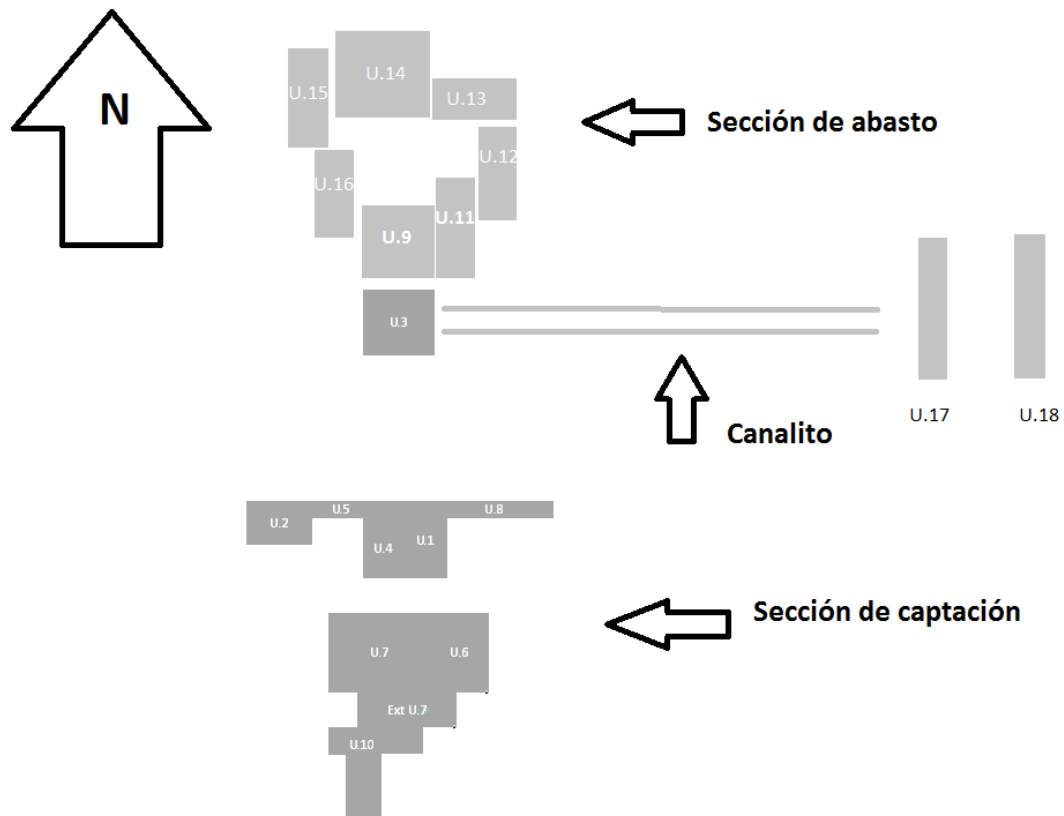 N
U.14
U.15
U.13
Sección de abasto
U.12
U.16
U.11
U.9
U.3
U.17
U.18
Canalito
U.5
U.8
U.2
U.1
U.4
Sección de captación
U.7
U.6
Ext U.7
U.10